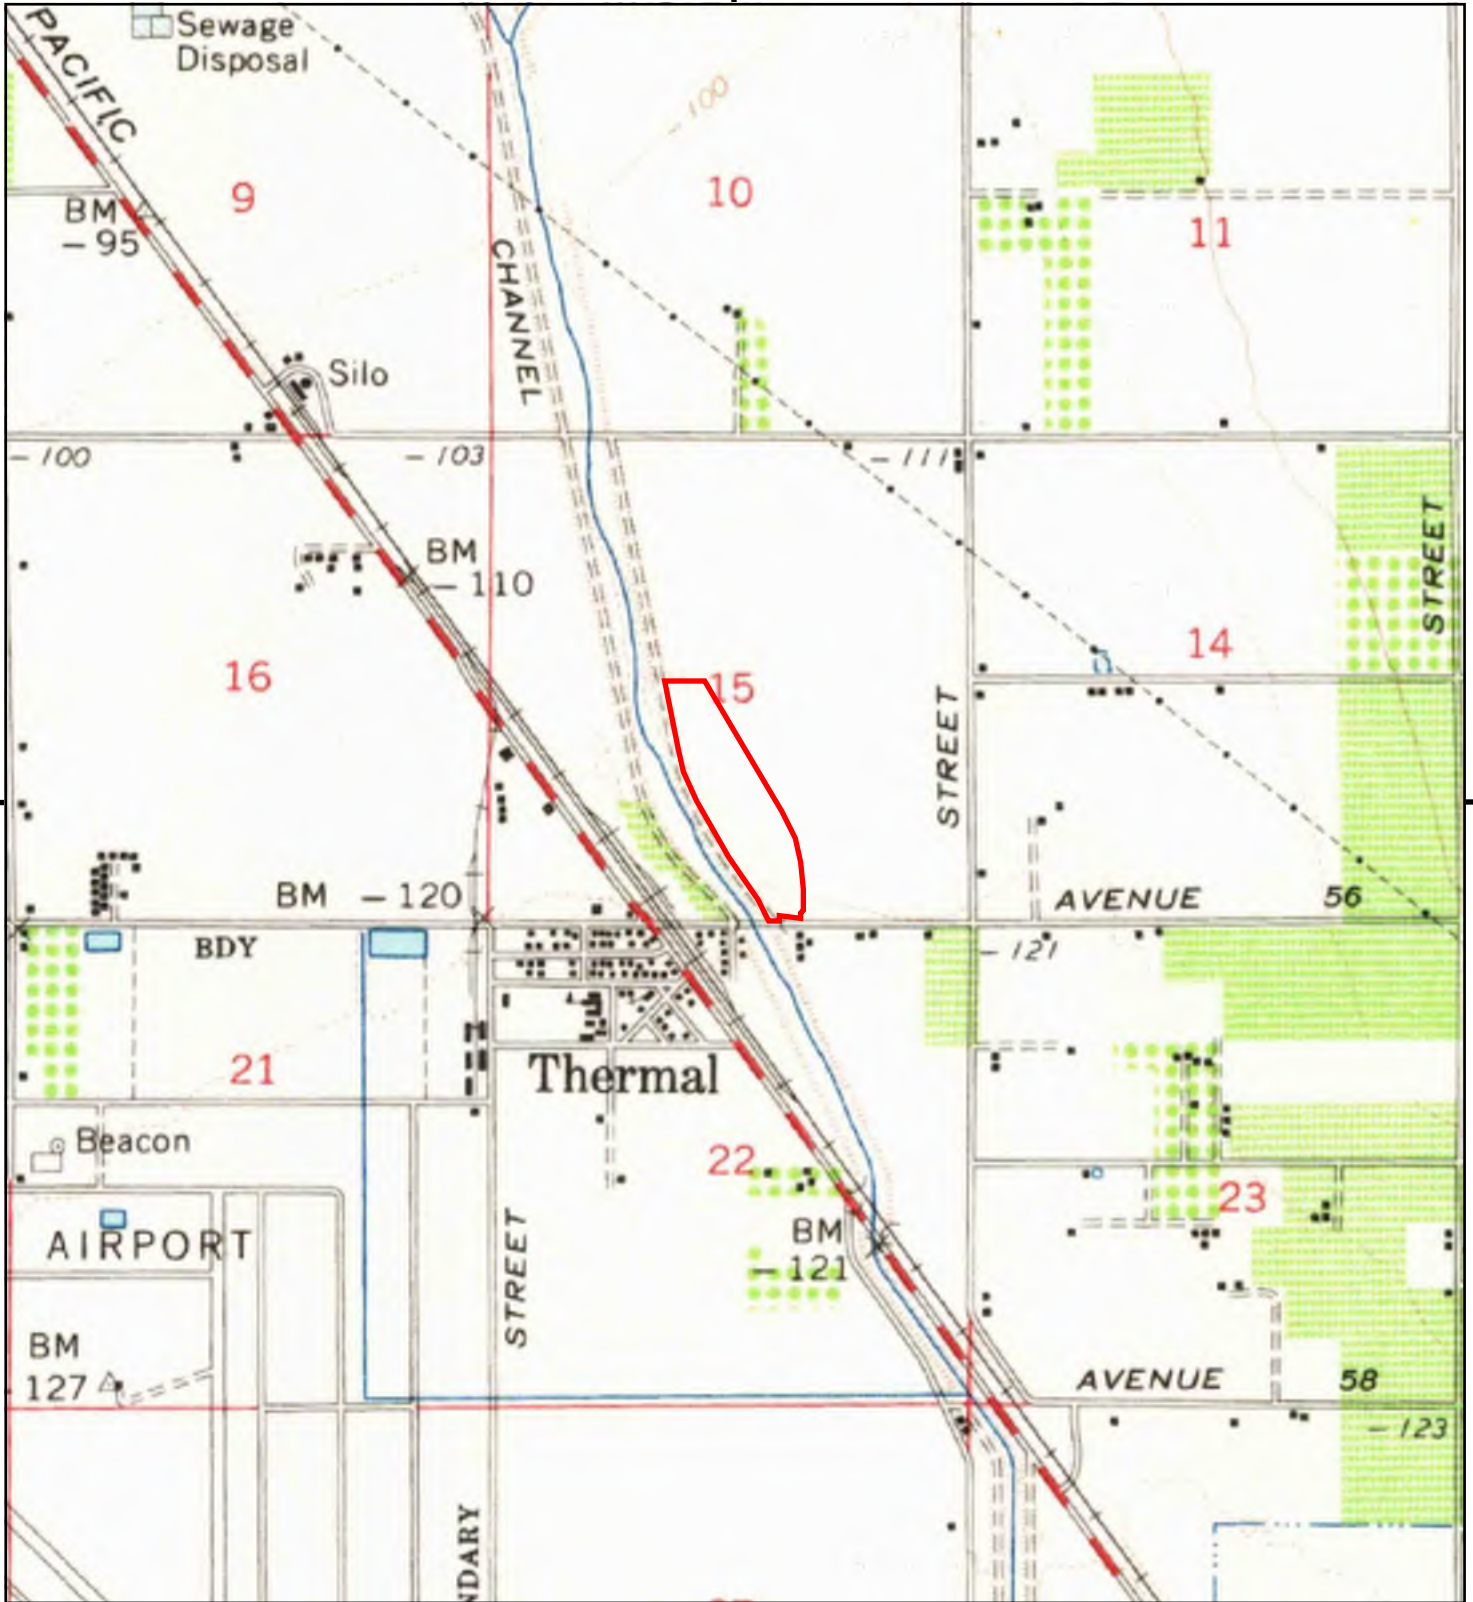 Sewage
Disposal
PACIFIC
-100
9
10
11
BM
-95
CHANNEL
Silo
-100
-103
-111
BM
-110
STREET
16
15
14
STREET
BM -120
AVENUE 56
BDY
-121
21
Thermal
Beacon
22
23
AIRPORT
BM
-121
STREET
BM
127
AVENUE 58
-123
NDARY